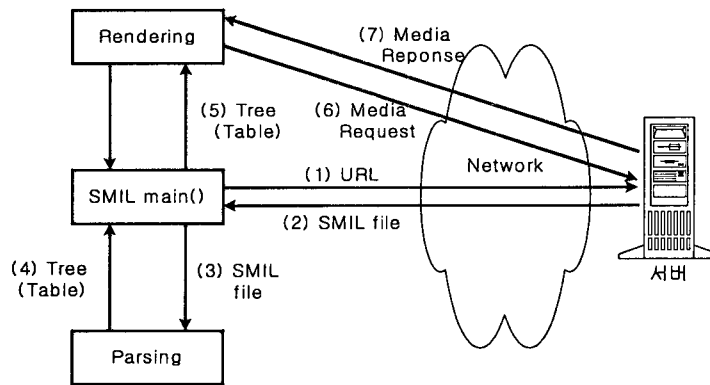 Rendering
(7) Media
Reponse
(5) Tree
(Table)
(6) Media
Request
Network
SMIL main()
(1) URL
(2) SMIL file
(4) Tree
(Table)
(3) SMIL
file
Parsing
서버